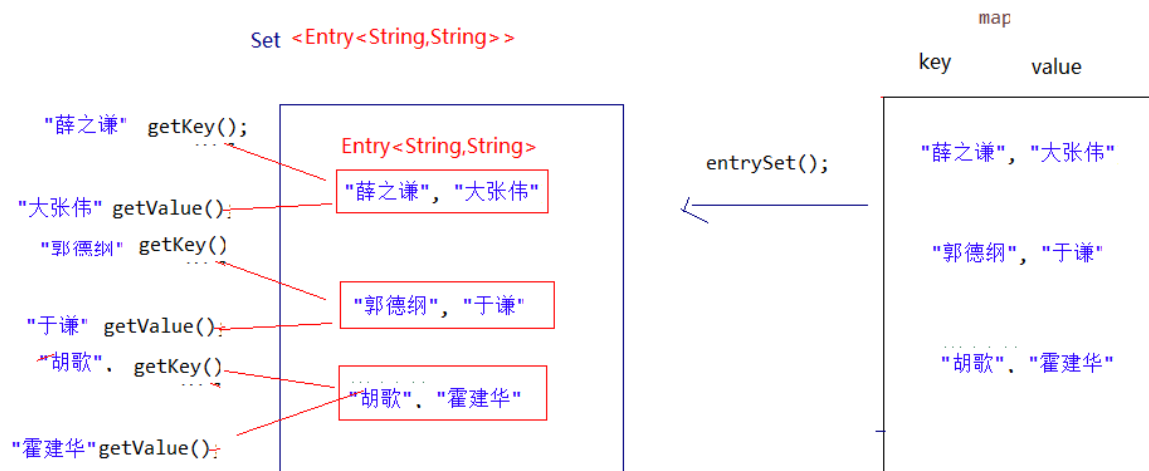 map
Set <Entry<String,String>>
key value
"薛之谦" getKey();
Entry<String,String>
"薛之谦", "大张伟"
entrySet();
"薛之谦", "大张伟"
"大张伟" getValue();
"郭德纲" getKey()
"郭德纲", "于谦"
"郭德纲", "于谦"
"于谦" getValue();
"胡歌". getKey()
"胡歌". "霍建华"
"胡歌". "霍建华"
"霍建华"getValue();